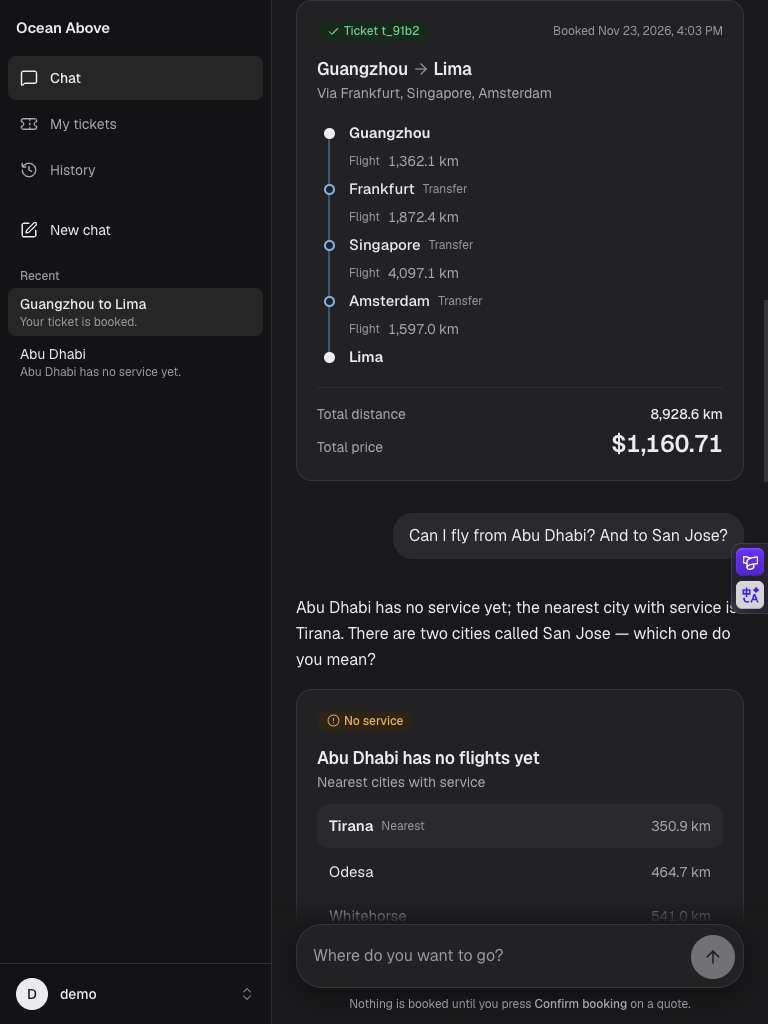 Ocean Above
Chat
My tickets
History
New chat
Recent
Guangzhou to Lima
Your ticket is booked.
Abu Dhabi
Abu Dhabi has no service yet.
D
demo
Ticket t_91b2
Booked Nov 23, 2026, 4:03 PM
Guangzhou → Lima
Via Frankfurt, Singapore, Amsterdam
Guangzhou
Flight 1,362.1 km
Frankfurt Transfer
Flight 1,872.4 km
Singapore Transfer
Flight 4,097.1 km
Amsterdam Transfer
Flight 1,597.0 km
Lima
Total distance 8,928.6 km
Total price $1,160.71
Can I fly from Abu Dhabi? And to San Jose?
Abu Dhabi has no service yet; the nearest city with service is
Tirana. There are two cities called San Jose — which one do
you mean?
No service
Abu Dhabi has no flights yet
Nearest cities with service
Tirana Nearest 350.9 km
Odesa 464.7 km
Whitehorse 541.0 km
Where do you want to go?
Nothing is booked until you press Confirm booking on a quote.
中A